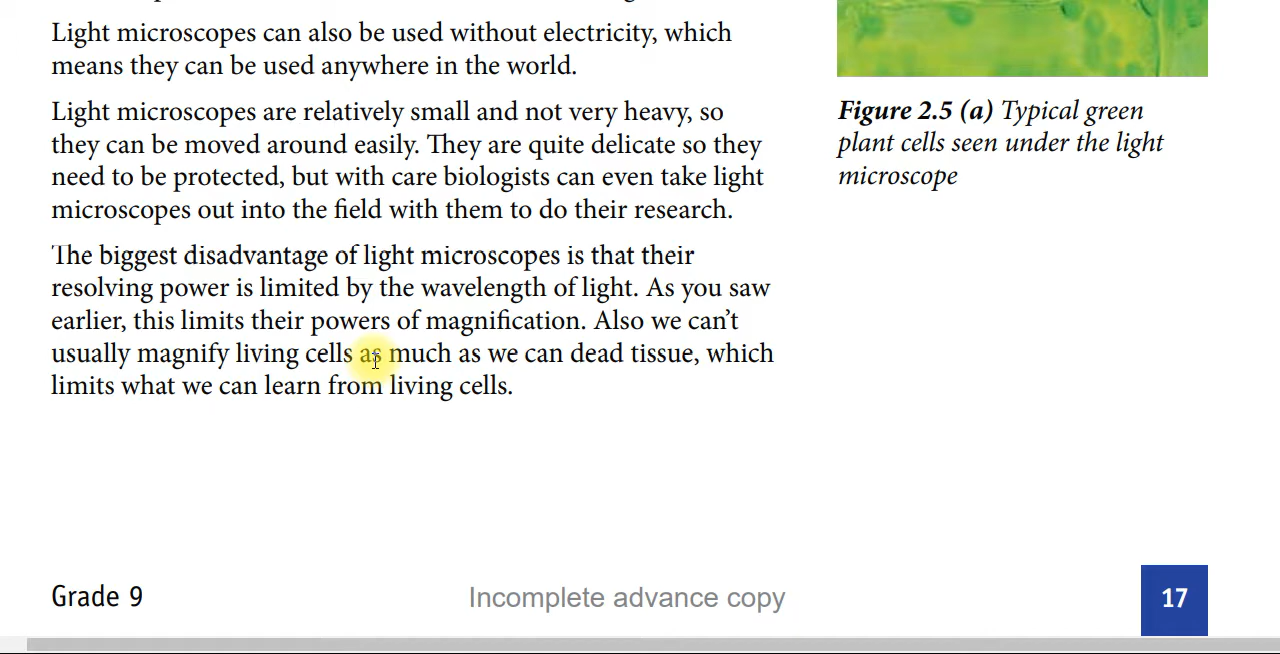 Light microscopes can also be used without electricity, which
means they can be used anywhere in the world.
Light microscopes are relatively small and not very heavy, so
they can be moved around easily. They are quite delicate so they
need to be protected, but with care biologists can even take light
microscopes out into the field with them to do their research.
The biggest disadvantage of light microscopes is that their
resolving power is limited by the wavelength of light. As you saw
earlier, this limits their powers of magnification. Also we can’t
usually magnify living cells as much as we can dead tissue, which
limits what we can learn from living cells.
Figure 2.5 (a) Typical green
plant cells seen under the light
microscope
Grade 9
Incomplete advance copy
17